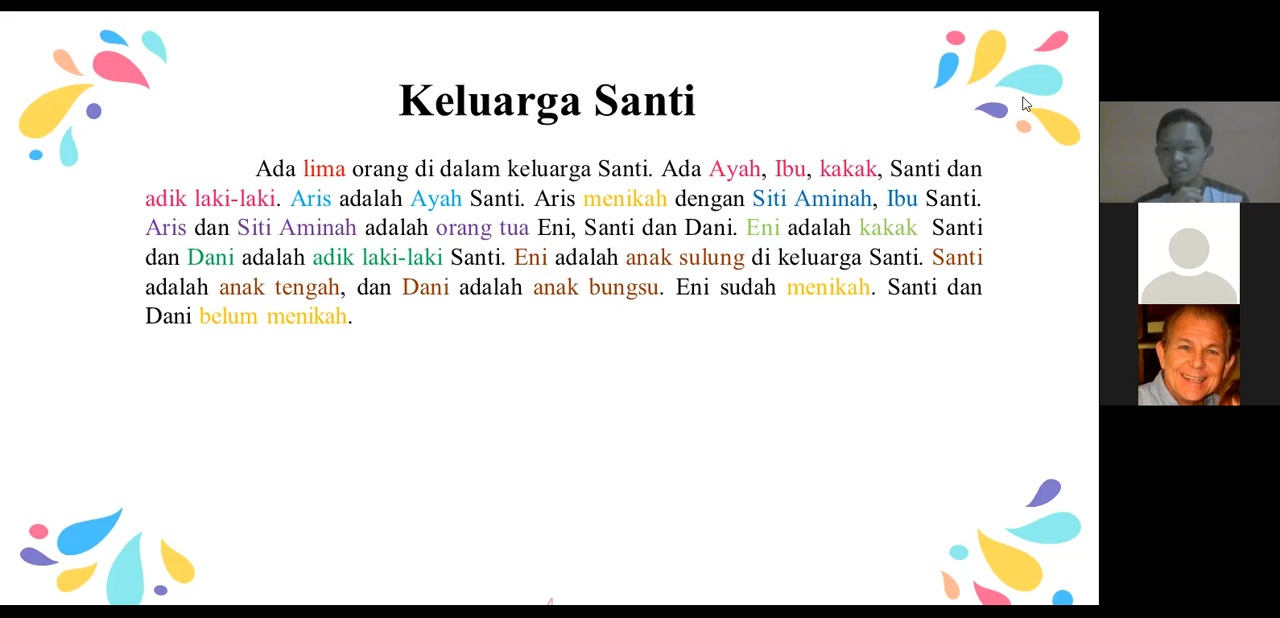 Keluarga Santi
Ada lima orang di dalam keluarga Santi. Ada Ayah, Ibu, kakak, Santi dan
adik laki-laki. Aris adalah Ayah Santi. Aris menikah dengan Siti Aminah, Ibu Santi.
Aris dan Siti Aminah adalah orang tua Eni, Santi dan Dani. Eni adalah kakak Santi
dan Dani adalah adik laki-laki Santi. Eni adalah anak sulung di keluarga Santi. Santi
adalah anak tengah, dan Dani adalah anak bungsu. Eni sudah menikah. Santi dan
Dani belum menikah.